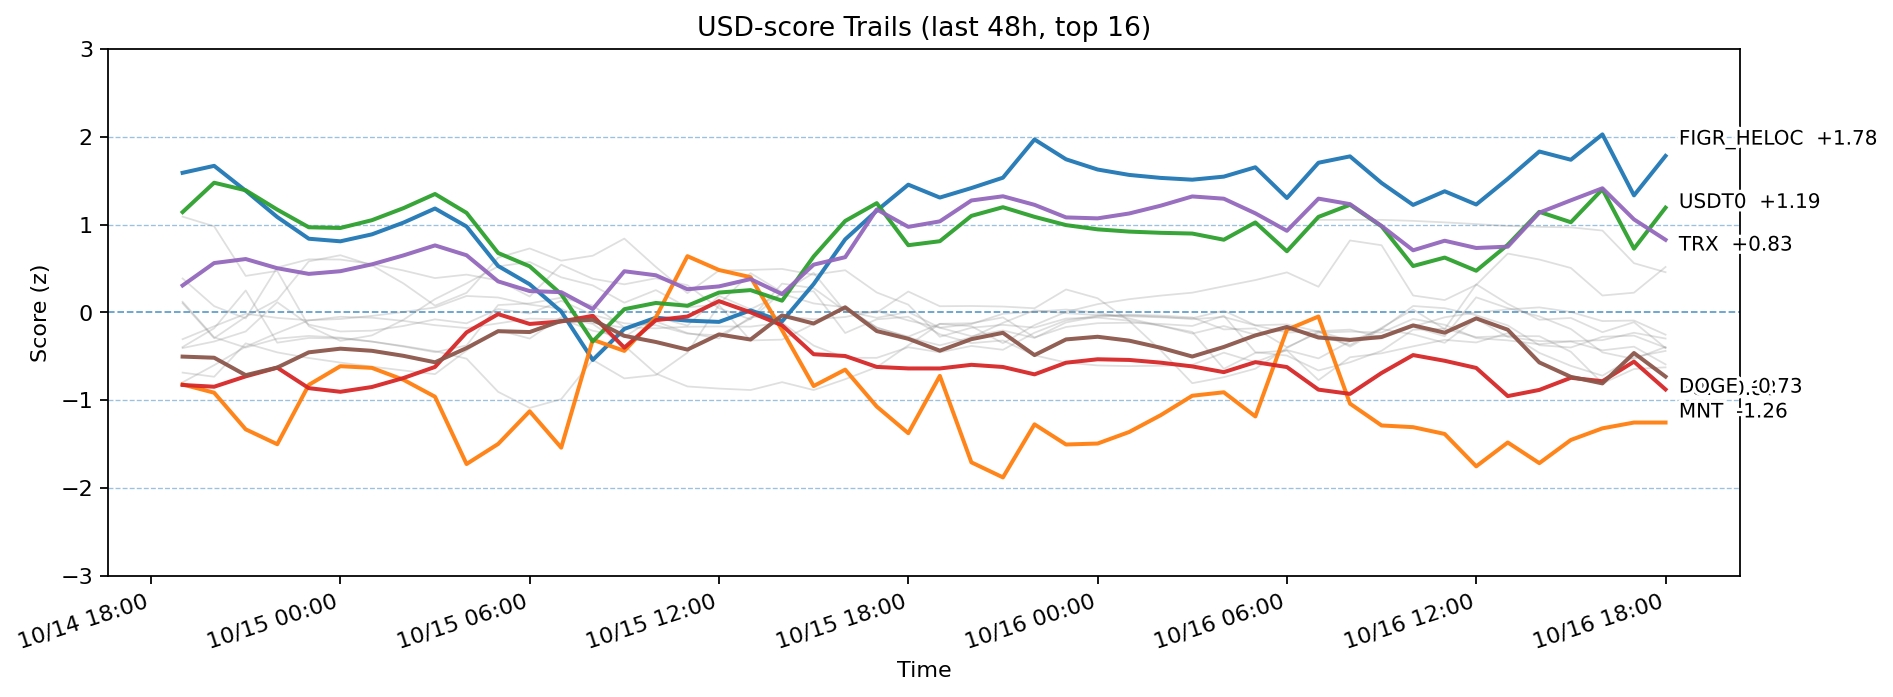 USD-score Trails (last 48h, top 16)
Score (z)
3
2
1
0
−1
−2
−3
FIGR_HELOC +1.78
USDT0 +1.19
TRX +0.83
DOGE -0.73
MNT -1.26
10/14 18:00
10/15 00:00
10/15 06:00
10/15 12:00
10/15 18:00
10/16 00:00
10/16 06:00
10/16 12:00
10/16 18:00
Time